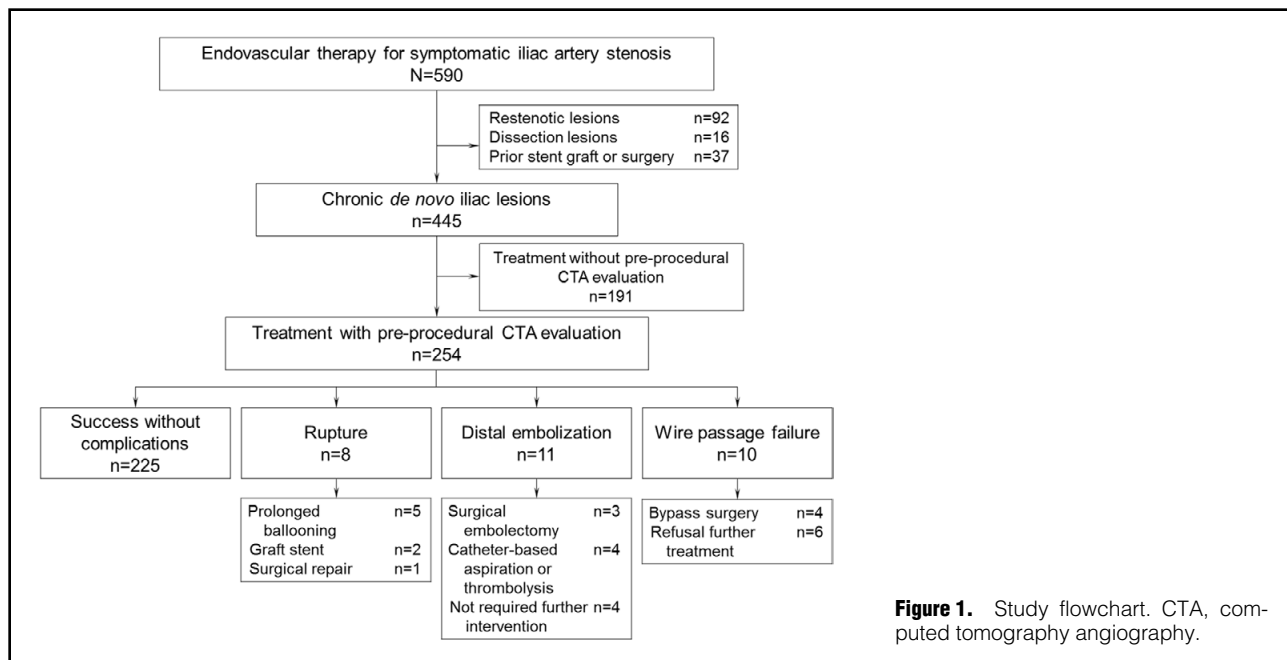 Endovascular therapy for symptomatic iliac artery stenosis
N=590
Restenotic lesions n=92
Dissection lesions n=16
Prior stent graft or surgery n=37
Chronic de novo iliac lesions
n=445
Treatment without pre-procedural
CTA evaluation
n=191
Treatment with pre-procedural CTA evaluation
n=254
Success without
complications
n=225
Rupture
n=8
Distal embolization
n=11
Wire passage failure
n=10
Prolonged n=5
ballooning
Graft stent n=2
Surgical repair n=1
Surgical n=3
embolectomy
Catheter-based n=4
aspiration or
thrombolysis
Not required further n=4
intervention
Bypass surgery n=4
Refusal further n=6
treatment
Figure 1. Study flowchart. CTA, com-
puted tomography angiography.